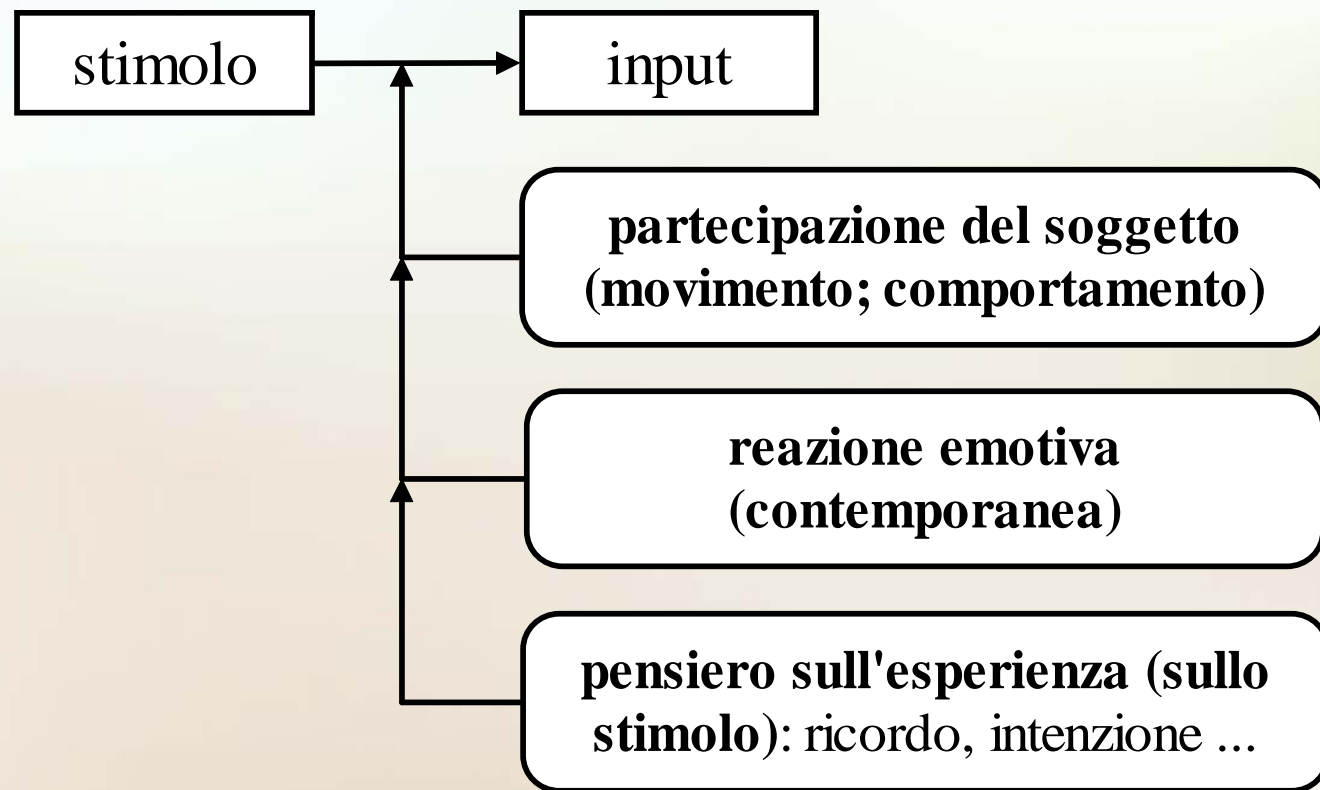 stimolo
input
partecipazione del soggetto
(movimento; comportamento)
reazione emotiva
(contemporanea)
pensiero sull'esperienza (sullo
stimolo): ricordo, intenzione ...